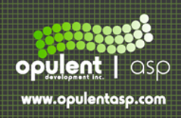 opulent | asp
development inc.
www.opulentasp.com